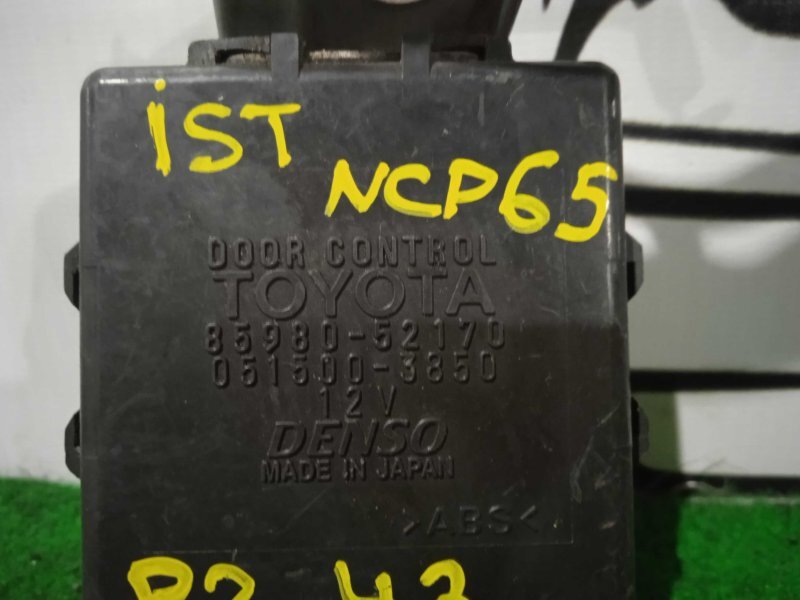 iST
NCP65
DOOR CONTROL
TOYOTA
85980-52170
051500-3850
12V
DENSO
MADE IN JAPAN
>ABS<